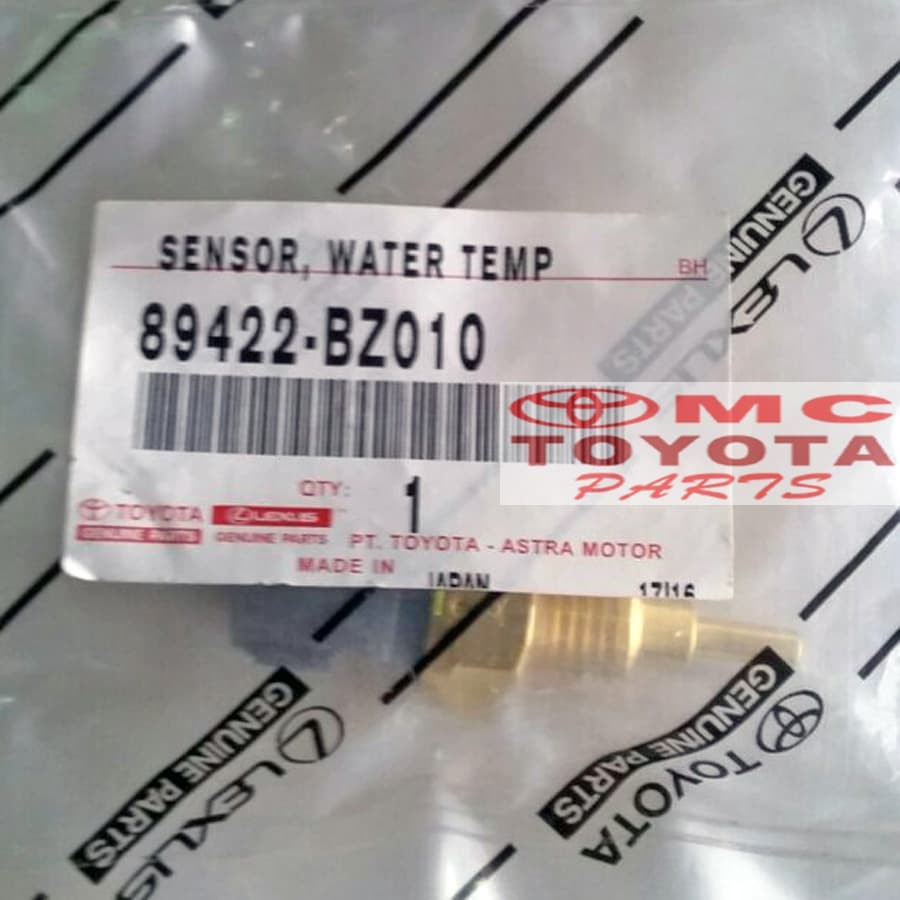 SENSOR, WATER TEMP
BH
89422-BZ010
QTY: 1
TOYOTA
GENUINE PARTS
LEXUS
GENUINE PARTS
PT. TOYOTA - ASTRA MOTOR
MADE IN JAPAN
17116
MC
TOYOTA
PARTS
GENUINE PARTS
LEXUS
GENUINE PARTS
LEXUS
GENUINE PARTS
TOYOTA